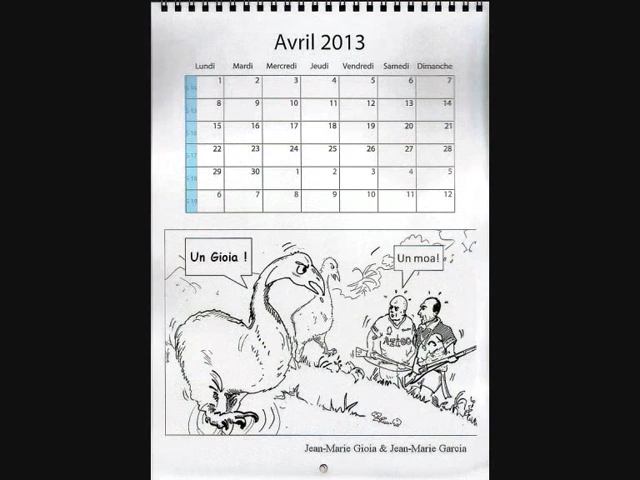 Avril 2013
Lundi Mardi Mercredi Jeudi Vendredi Samedi Dimanche
1 2 3 4 5 6 7
8 9 10 11 12 13 14
15 16 17 18 19 20 21
S 17 22 23 24 25 26 27 28
S 18 29 30 1 2 3 4 5
S 19 6 7 8 9 10 11 12
Un Gioia !
Un moa!
Jean-Marie Gioia & Jean-Marie Garcia